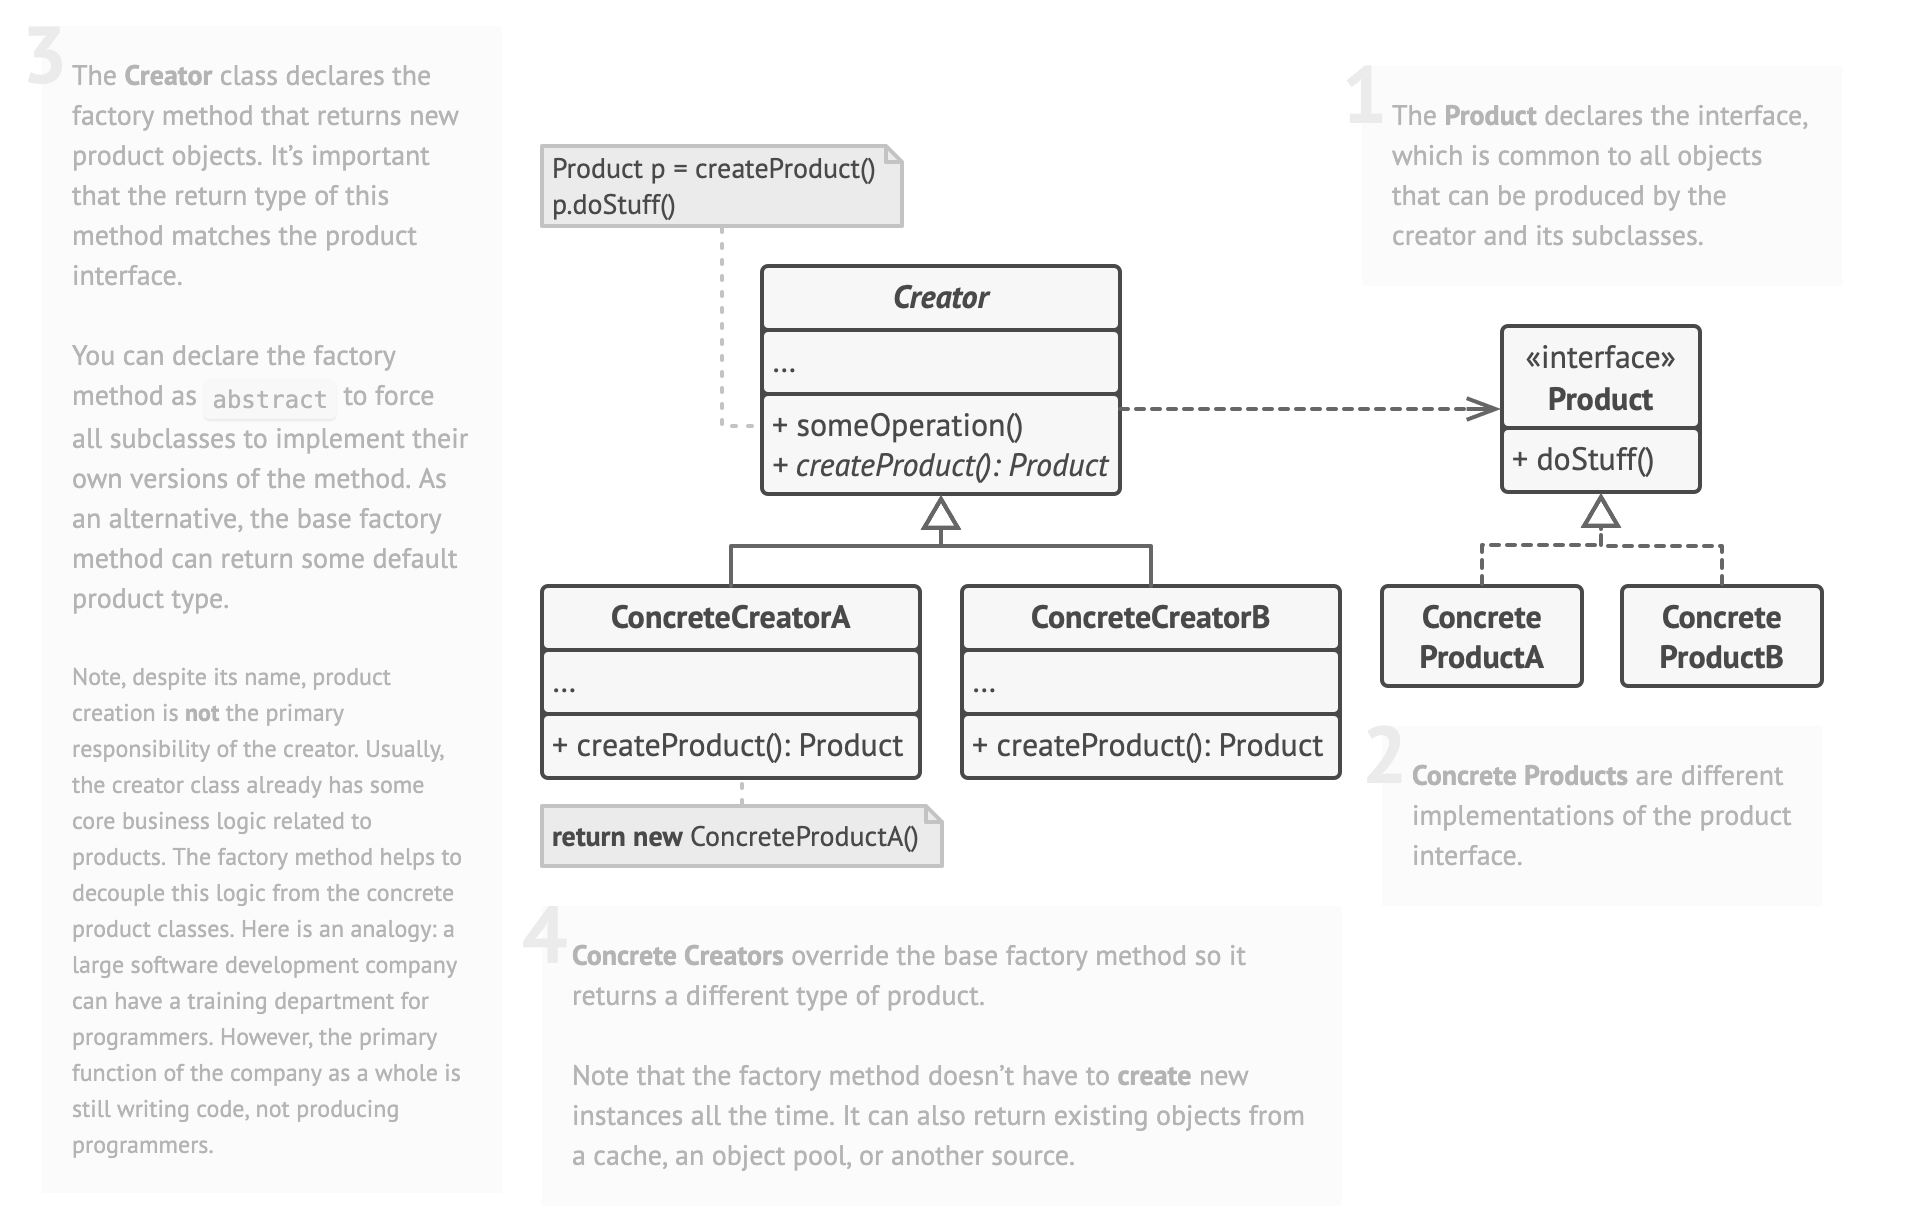 3
The Creator class declares the
factory method that returns new
product objects. It’s important
that the return type of this
method matches the product
interface.
You can declare the factory
method as abstract to force
all subclasses to implement their
own versions of the method. As
an alternative, the base factory
method can return some default
product type.
Note, despite its name, product
creation is not the primary
responsibility of the creator. Usually,
the creator class already has some
core business logic related to
products. The factory method helps to
decouple this logic from the concrete
product classes. Here is an analogy: a
large software development company
can have a training department for
programmers. However, the primary
function of the company as a whole is
still writing code, not producing
programmers.
Product p = createProduct()
p.doStuff()
Creator
...
+ someOperation()
+ createProduct(): Product
ConcreteCreatorA
...
+ createProduct(): Product
return new ConcreteProductA()
ConcreteCreatorB
...
+ createProduct(): Product
1
The Product declares the interface,
which is common to all objects
that can be produced by the
creator and its subclasses.
«interface»
Product
+ doStuff()
Concrete
ProductA
Concrete
ProductB
2
Concrete Products are different
implementations of the product
interface.
4
Concrete Creators override the base factory method so it
returns a different type of product.
Note that the factory method doesn’t have to create new
instances all the time. It can also return existing objects from
a cache, an object pool, or another source.